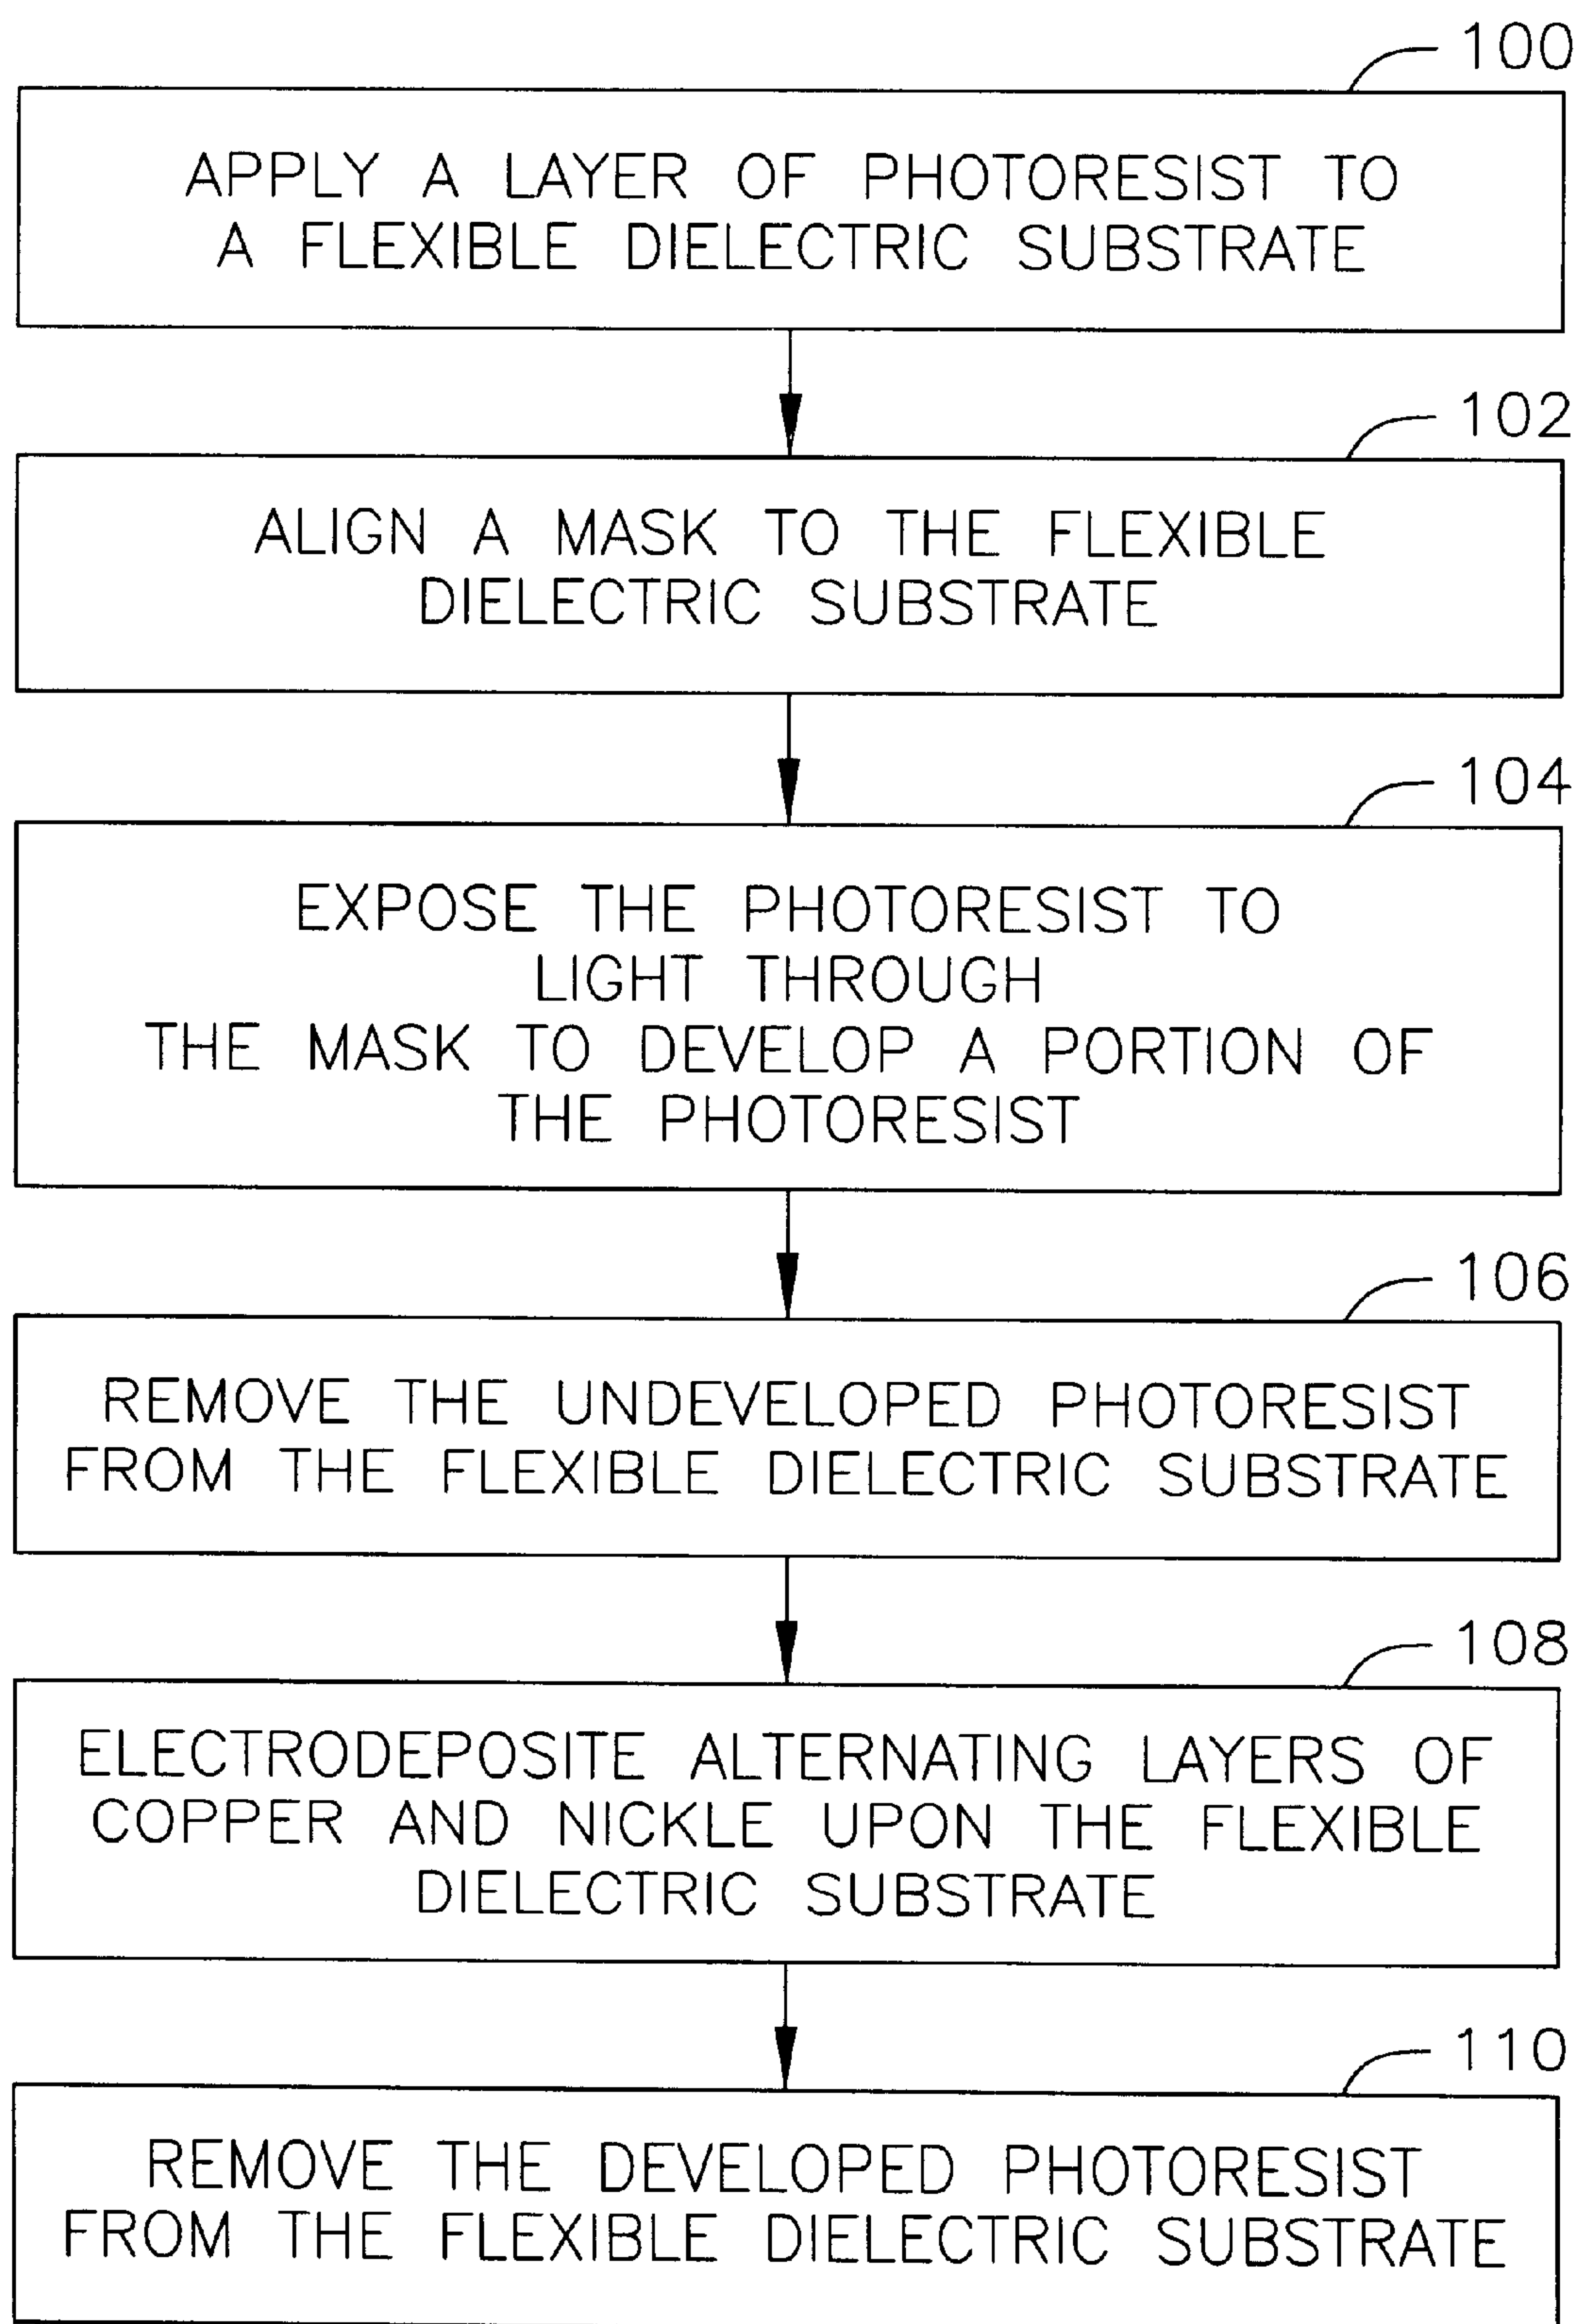 100
APPLY A LAYER OF PHOTORESIST TO
A FLEXIBLE DIELECTRIC SUBSTRATE
102
ALIGN A MASK TO THE FLEXIBLE
DIELECTRIC SUBSTRATE
104
EXPOSE THE PHOTORESIST TO
LIGHT THROUGH
THE MASK TO DEVELOP A PORTION OF
THE PHOTORESIST
106
REMOVE THE UNDEVELOPED PHOTORESIST
FROM THE FLEXIBLE DIELECTRIC SUBSTRATE
108
ELECTRODEPOSITE ALTERNATING LAYERS OF
COPPER AND NICKLE UPON THE FLEXIBLE
DIELECTRIC SUBSTRATE
110
REMOVE THE DEVELOPED PHOTORESIST
FROM THE FLEXIBLE DIELECTRIC SUBSTRATE